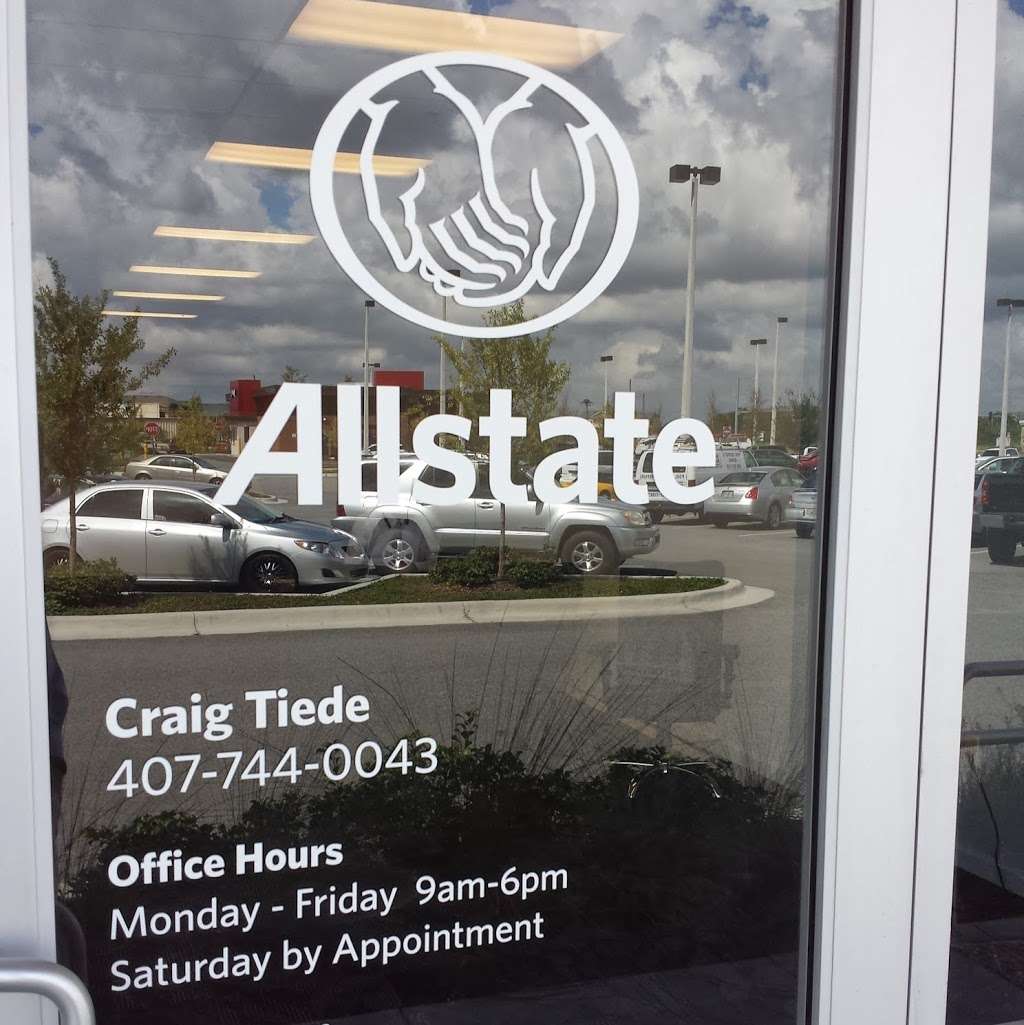 Allstate
Craig Tiede
407-744-0043
Office Hours
Monday - Friday 9am-6pm
Saturday by Appointment